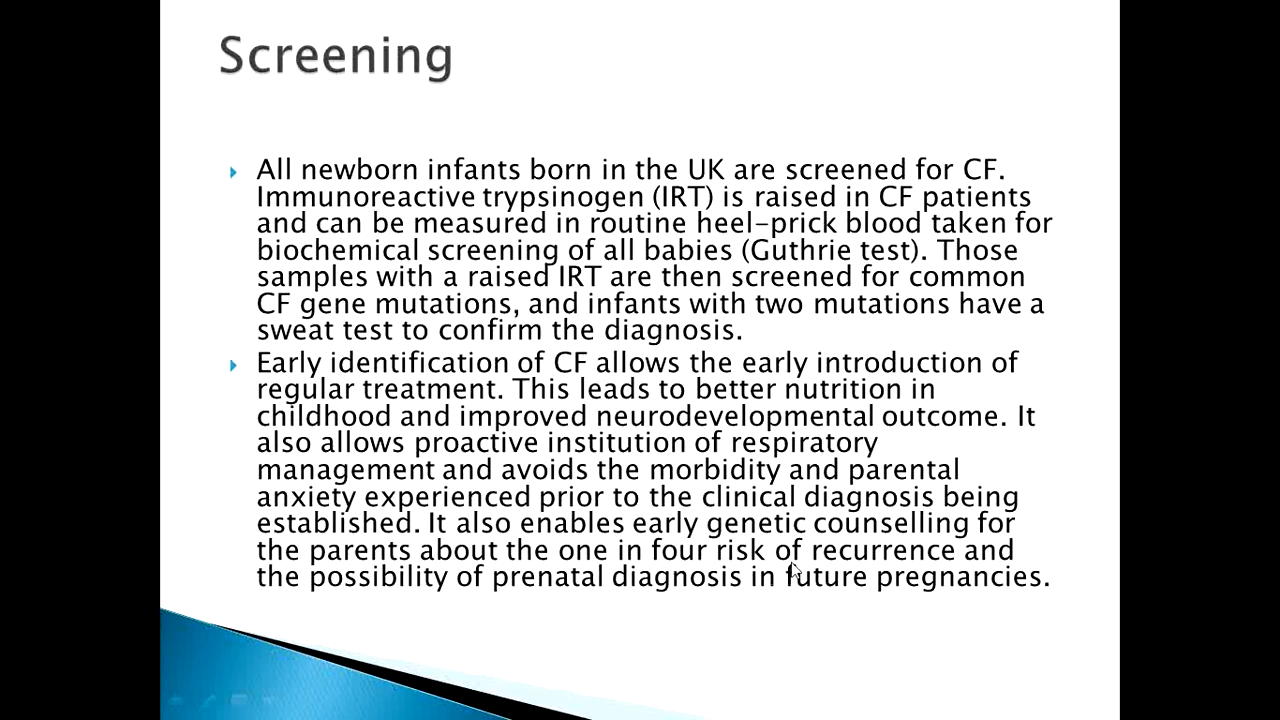 Screening
All newborn infants born in the UK are screened for CF.
Immunoreactive trypsinogen (IRT) is raised in CF patients
and can be measured in routine heel-prick blood taken for
biochemical screening of all babies (Guthrie test). Those
samples with a raised IRT are then screened for common
CF gene mutations, and infants with two mutations have a
sweat test to confirm the diagnosis.
Early identification of CF allows the early introduction of
regular treatment. This leads to better nutrition in
childhood and improved neurodevelopmental outcome. It
also allows proactive institution of respiratory
management and avoids the morbidity and parental
anxiety experienced prior to the clinical diagnosis being
established. It also enables early genetic counselling for
the parents about the one in four risk of recurrence and
the possibility of prenatal diagnosis in future pregnancies.